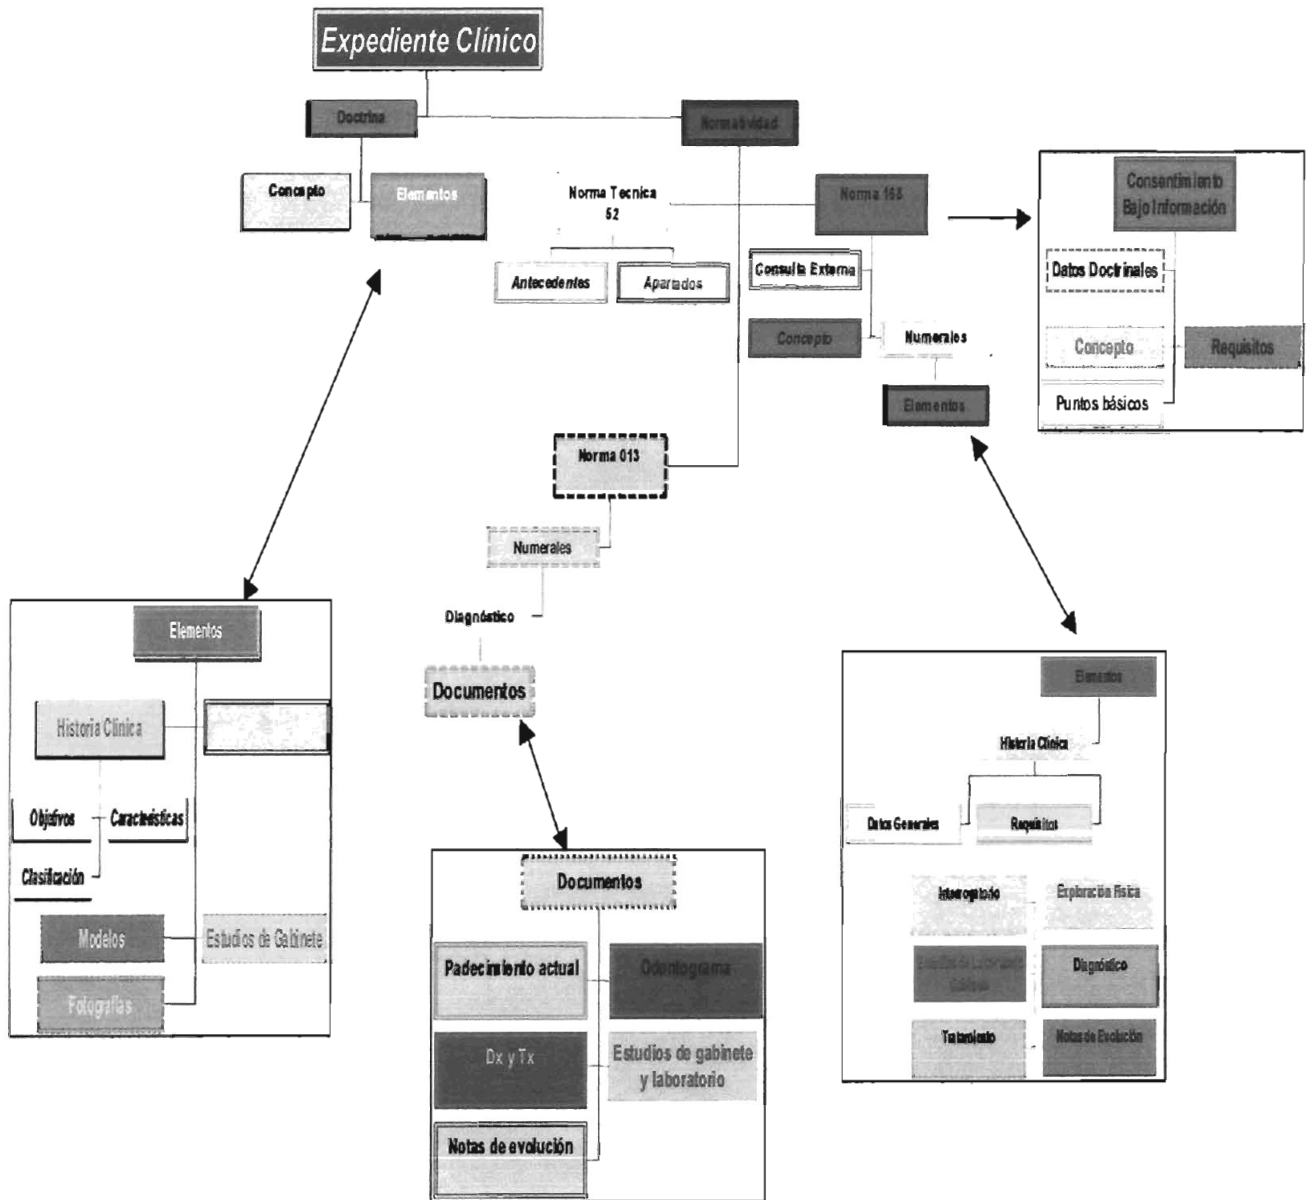 Expediente Clínico
Doctrina
Normatividad
Concepto
Elementos
Norma Tecnica
52
Norma 168
Antecedentes
Apartados
Consulta Externa
Concepto
Numerales
Elementos
Consentimiento
Bajo Información
Datos Doctrinales
Concepto
Requisitos
Puntos básicos
Norma 013
Numerales
Diagnóstico
Documentos
Elementos
Historia Clínica
Objetivos
Características
Clasificación
Modelos
Estudios de Gabinete
Fotografías
Documentos
Padecimiento actual
Odontograma
Dx y Tx
Estudios de gabinete
y laboratorio
Notas de evolución
Elementos
Historia Clínica
Datos Generales
Requisitos
Interrogatorio
Exploración Física
Diagnóstico
Tratamiento
Notas de Evolución